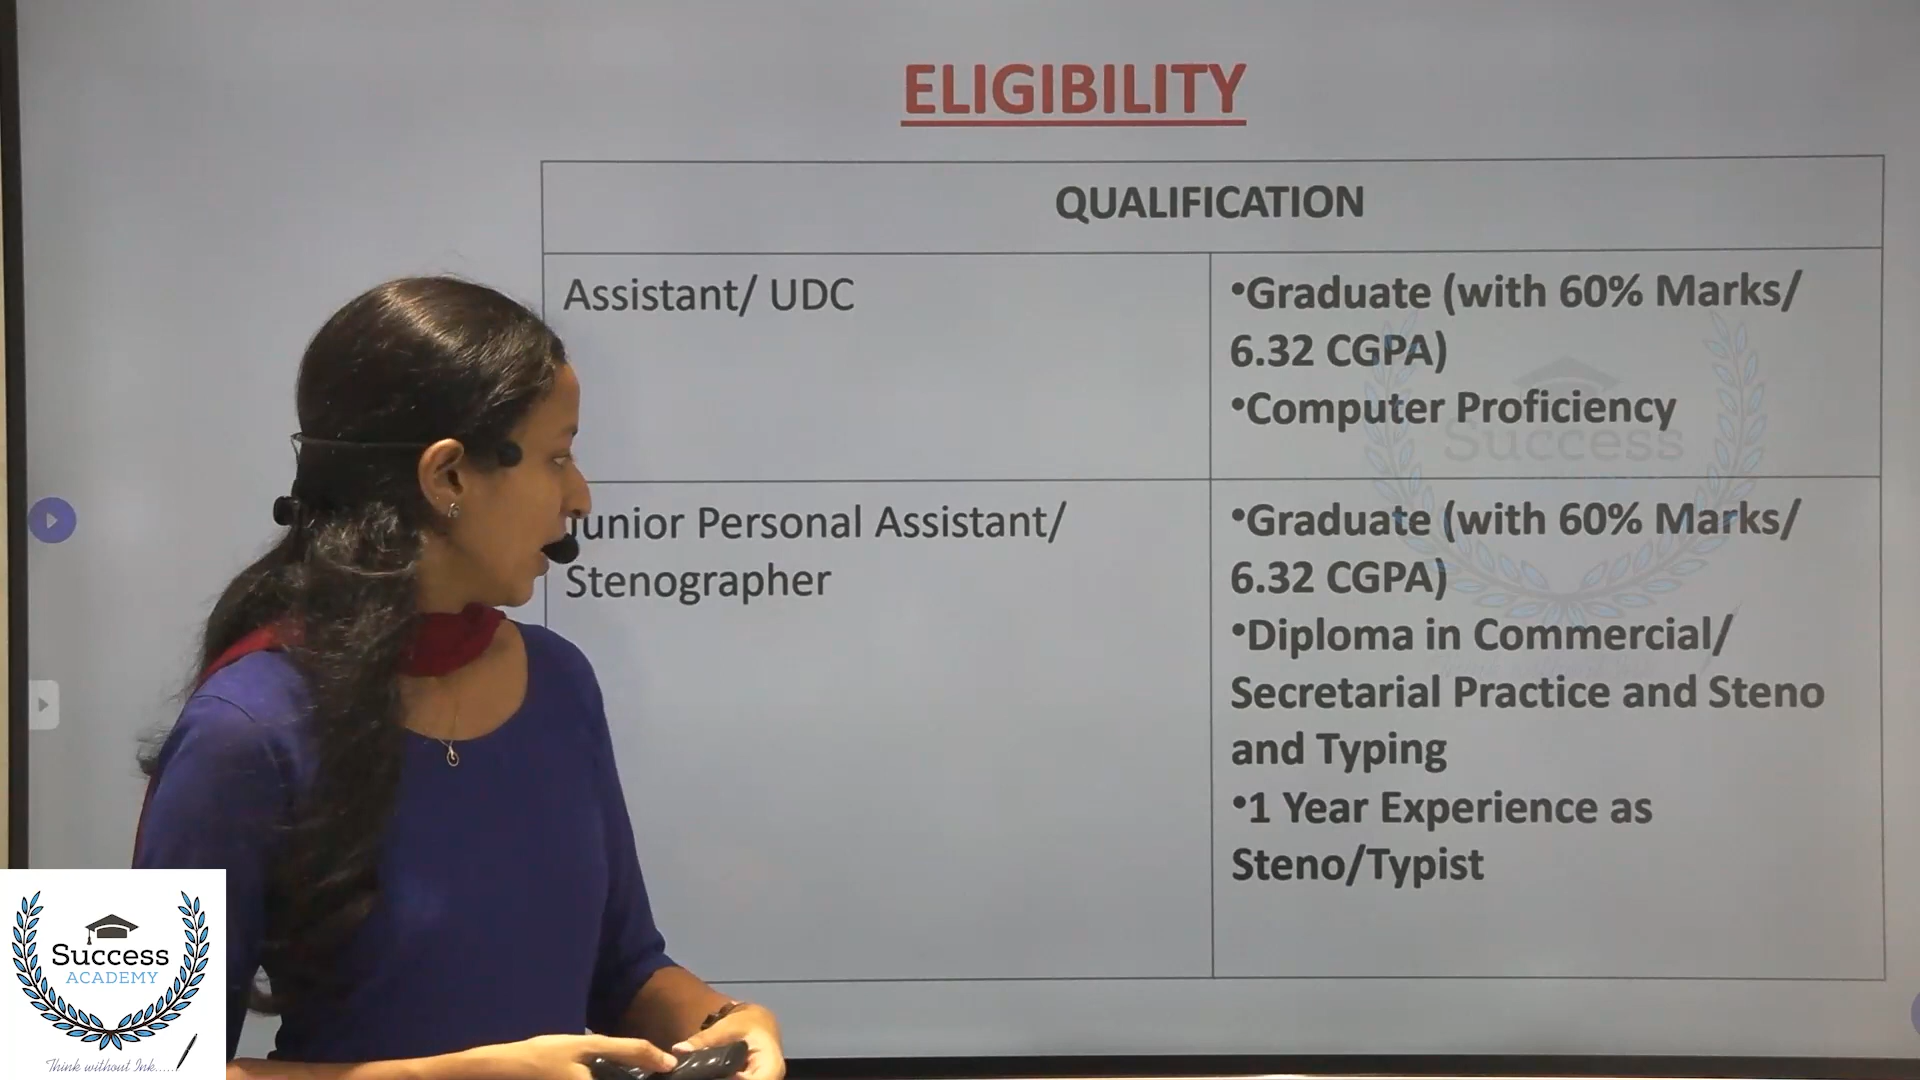 ELIGIBILITY
QUALIFICATION
Assistant/ UDC
•Graduate (with 60% Marks/
6.32 CGPA)
•Computer Proficiency
Junior Personal Assistant/
Stenographer
•Graduate (with 60% Marks/
6.32 CGPA)
•Diploma in Commercial/
Secretarial Practice and Steno
and Typing
•1 Year Experience as
Steno/Typist
Success
Success
ACADEMY
Think without Ink.....